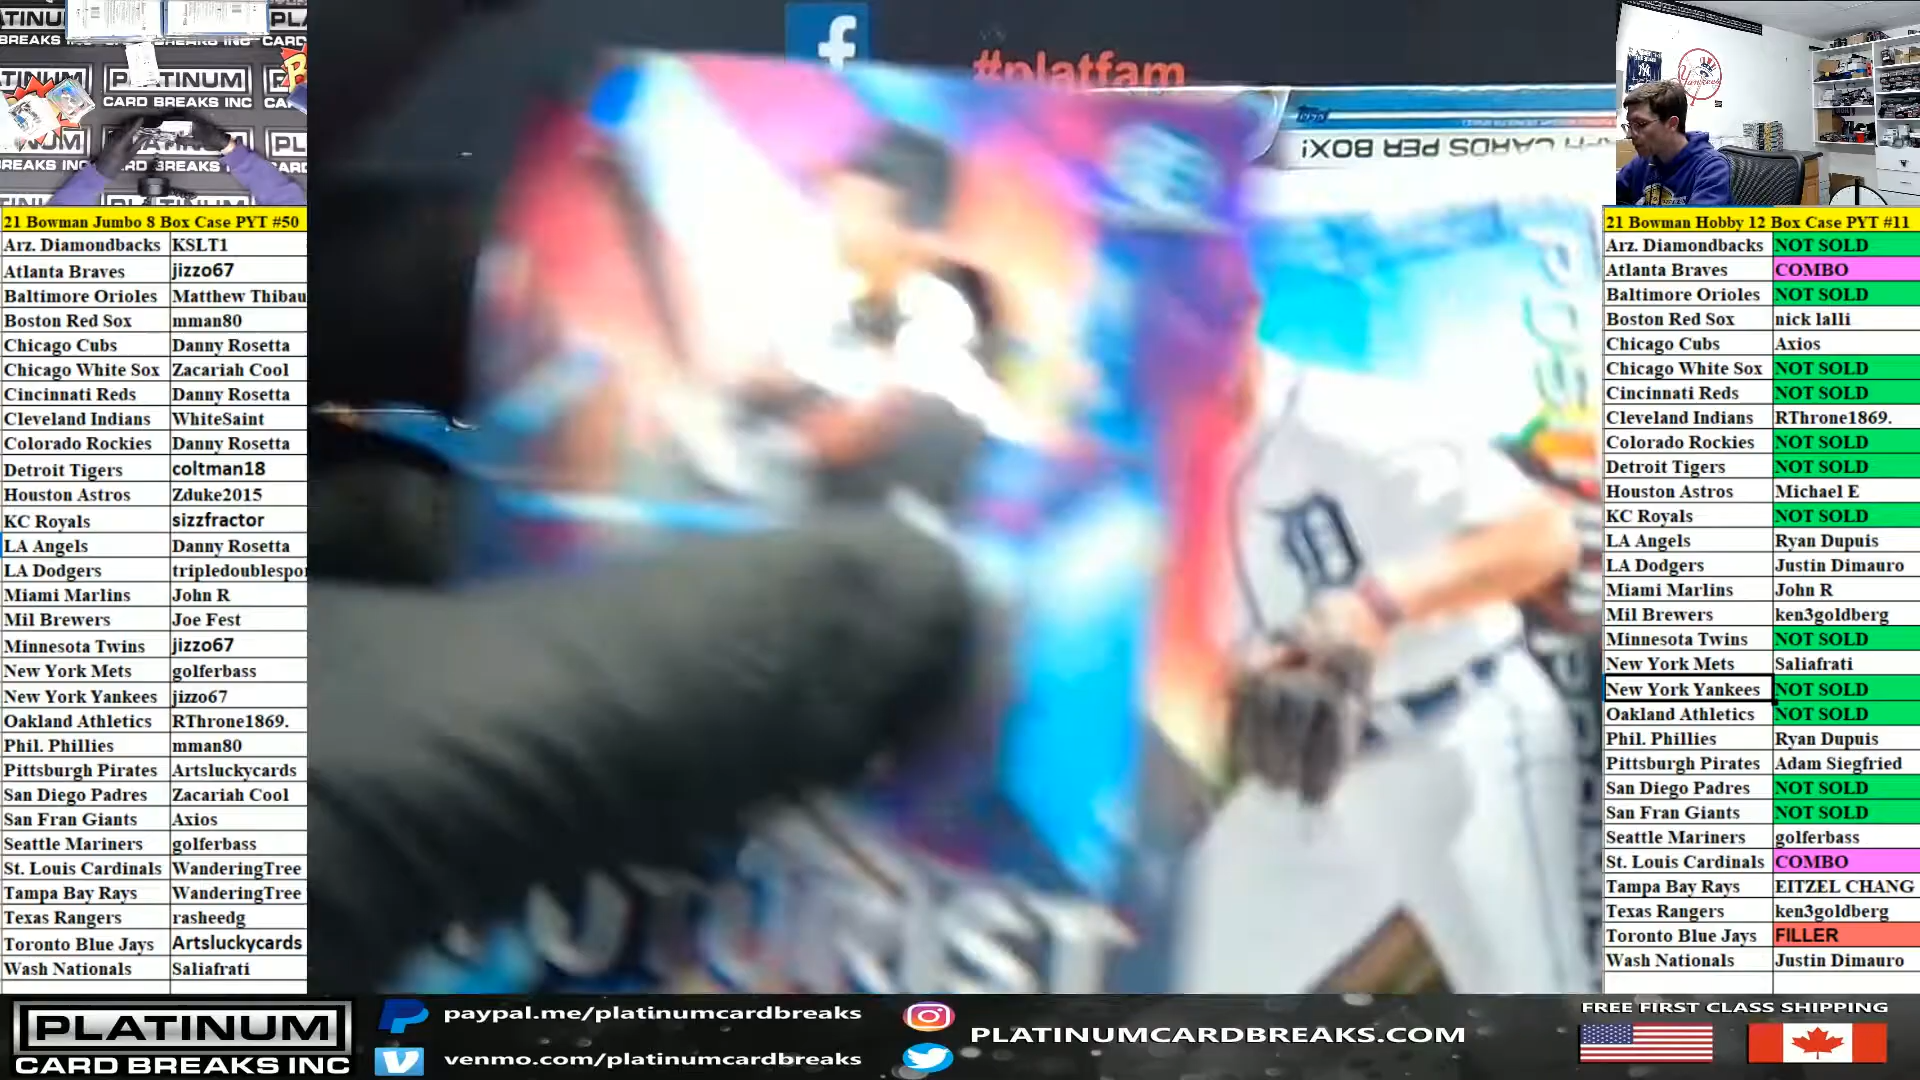 PLATINUM
CARD BREAKS INC
#platfam
PH CARDS PER BOX!
Yankees
21 Bowman Jumbo 8 Box Case PYT #50
Arz. Diamondbacks KSLT1
Atlanta Braves jizzo67
Baltimore Orioles Matthew Thibau
Boston Red Sox mman80
Chicago Cubs Danny Rosetta
Chicago White Sox Zacariah Cool
Cincinnati Reds Danny Rosetta
Cleveland Indians WhiteSaint
Colorado Rockies Danny Rosetta
Detroit Tigers coltman18
Houston Astros Zduke2015
KC Royals sizzfractor
LA Angels Danny Rosetta
LA Dodgers tripledoublespor
Miami Marlins John R
Mil Brewers Joe Fest
Minnesota Twins jizzo67
New York Mets golferbass
New York Yankees jizzo67
Oakland Athletics RThrone1869.
Phil. Phillies mman80
Pittsburgh Pirates Artsluckycards
San Diego Padres Zacariah Cool
San Fran Giants Axios
Seattle Mariners golferbass
St. Louis Cardinals WanderingTree
Tampa Bay Rays WanderingTree
Texas Rangers rasheedg
Toronto Blue Jays Artsluckycards
Wash Nationals Saliafrati
21 Bowman Hobby 12 Box Case PYT #11
Arz. Diamondbacks NOT SOLD
Atlanta Braves COMBO
Baltimore Orioles NOT SOLD
Boston Red Sox nick lalli
Chicago Cubs Axios
Chicago White Sox NOT SOLD
Cincinnati Reds NOT SOLD
Cleveland Indians RThrone1869.
Colorado Rockies NOT SOLD
Detroit Tigers NOT SOLD
Houston Astros Michael E
KC Royals NOT SOLD
LA Angels Ryan Dupuis
LA Dodgers Justin Dimauro
Miami Marlins John R
Mil Brewers ken3goldberg
Minnesota Twins NOT SOLD
New York Mets Saliafrati
New York Yankees NOT SOLD
Oakland Athletics NOT SOLD
Phil. Phillies Ryan Dupuis
Pittsburgh Pirates Adam Siegfried
San Diego Padres NOT SOLD
San Fran Giants NOT SOLD
Seattle Mariners golferbass
St. Louis Cardinals COMBO
Tampa Bay Rays EITZEL CHANG
Texas Rangers ken3goldberg
Toronto Blue Jays FILLER
Wash Nationals Justin Dimauro
PLATINUM
CARD BREAKS INC
paypal.me/platinumcardbreaks
venmo.com/platinumcardbreaks
PLATINUMCARDBREAKS.COM
FREE FIRST CLASS SHIPPING